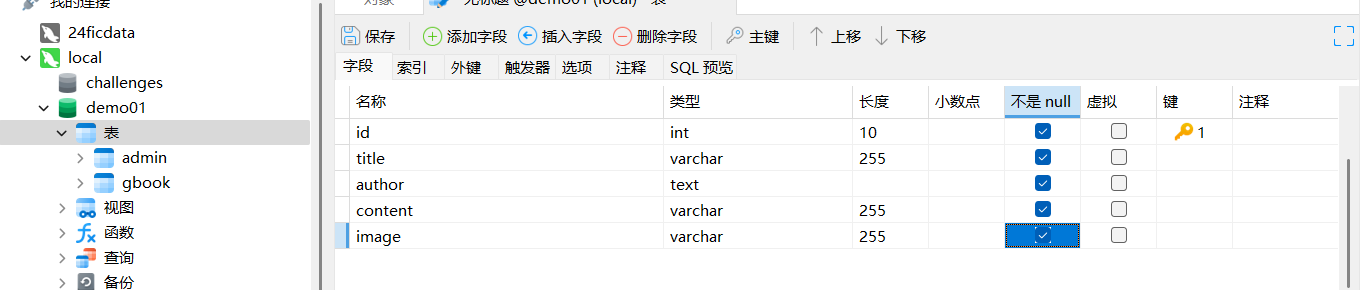 我的连接
24ficdata
local
challenges
demo01
表
admin
gbook
视图
函数
查询
备份
对象
无标题 @demo01 (local) - 表
保存 添加字段 插入字段 删除字段 主键 上移 下移
字段 索引 外键 触发器 选项 注释 SQL 预览
名称 类型 长度 小数点 不是 null 虚拟 键 注释
id int 10 1
title varchar 255
author text
content varchar 255
image varchar 255